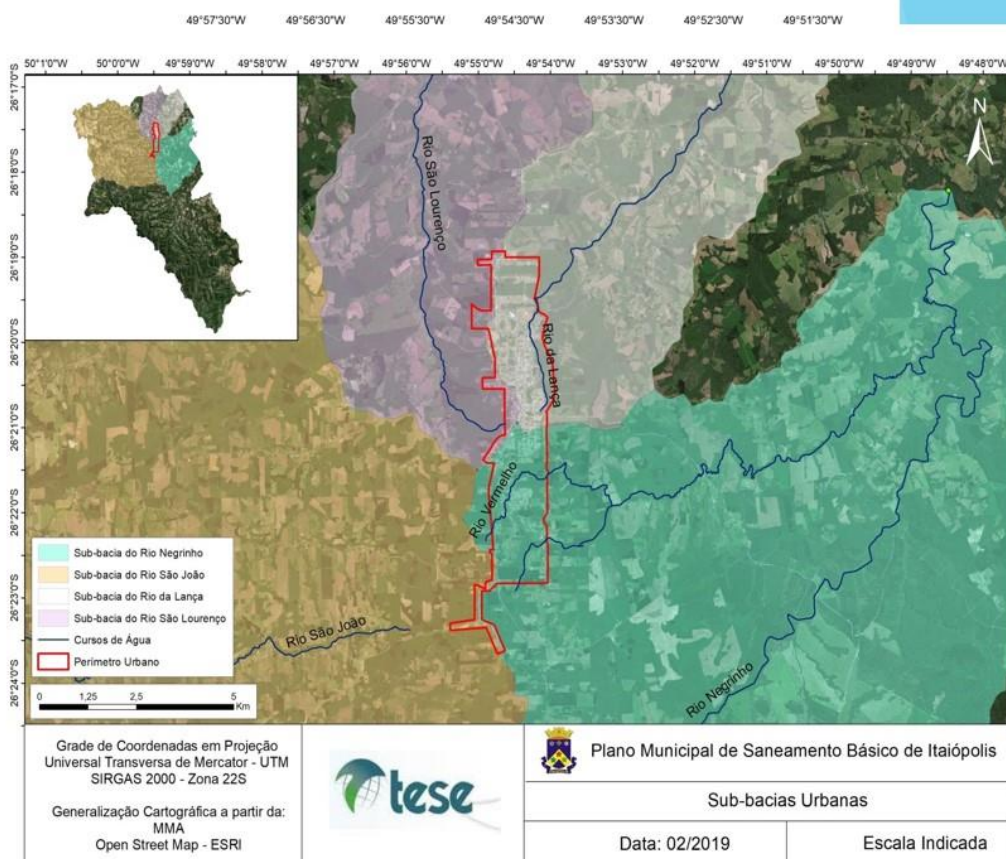 49°57'30"W 49°56'30"W 49°55'30"W 49°54'30"W 49°53'30"W 49°52'30"W 49°51'30"W
50°1'0"W 50°0'0"W 49°59'0"W 49°58'0"W 49°57'0"W 49°56'0"W 49°55'0"W 49°54'0"W 49°53'0"W 49°52'0"W 49°51'0"W 49°50'0"W 49°49'0"W 49°48'0"W
26°17'0"S
26°18'0"S
26°19'0"S
26°20'0"S
26°21'0"S
26°22'0"S
26°23'0"S
26°24'0"S
N
Rio São Lourenço
Rio da Lança
Rio Vermelho
Rio São João
Rio Negrinho
Sub-bacia do Rio Negrinho
Sub-bacia do Rio São João
Sub-bacia do Rio da Lança
Sub-bacia do Rio São Lourenço
Cursos de Água
Perímetro Urbano
0 1,25 2,5 5
Km
Grade de Coordenadas em Projeção
Universal Transversa de Mercator - UTM
SIRGAS 2000 - Zona 22S
Generalização Cartográfica a partir da:
MMA
Open Street Map - ESRI
tese
Plano Municipal de Saneamento Básico de Itaiópolis
Sub-bacias Urbanas
Data: 02/2019
Escala Indicada